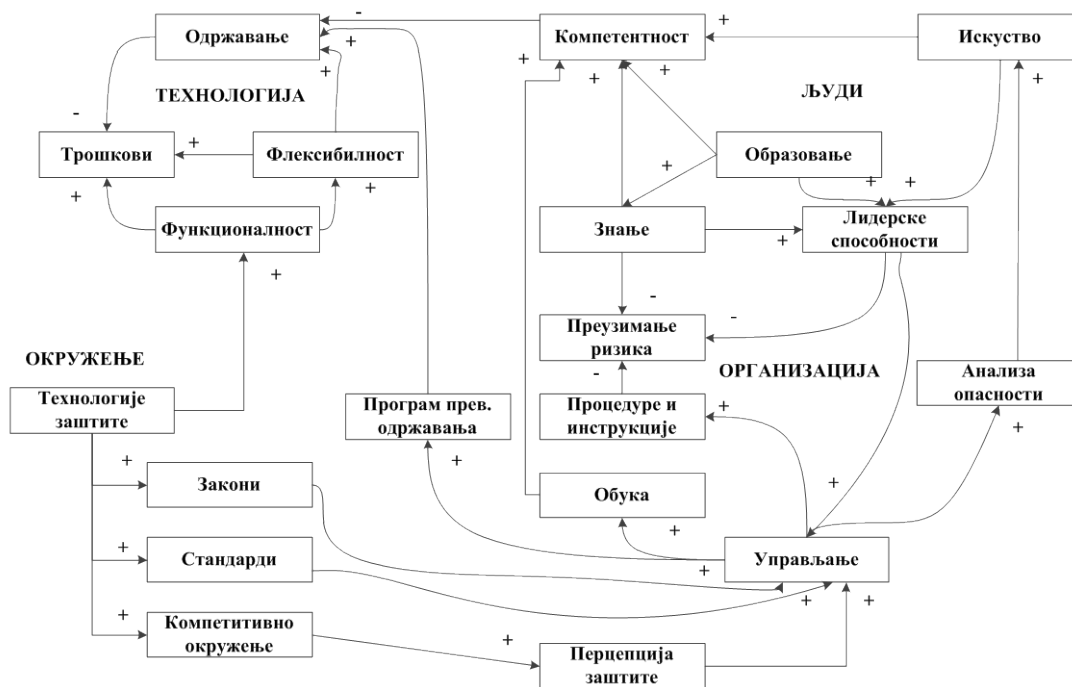 Одржавање
-
+
+
+
Компетентност
+
Искуство
+
+
+
+
ТЕХНОЛОГИЈА
ЉУДИ
-
Трошкови
+
Флексибилност
+
+
Образовање
+
+
+
Функционалност
+
Знање
+
Лидерске
способности
-
Преузимање
ризика
-
ОКРУЖЕЊЕ
ОРГАНИЗАЦИЈА
Анализа
опасности
+
-
Технологије
заштите
Програм прев.
одржавања
+
Процедуре и
инструкције
+
+
Закони
Обука
+
+
+
Стандарди
+
Управљање
+
+
+
Компетитивно
окружење
+
Перцепција
заштите